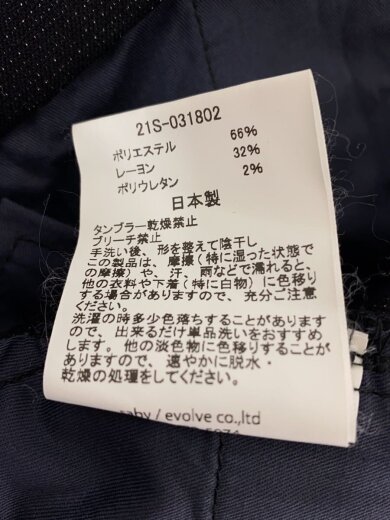 21S-031802
ポリエステル 66%
レーヨン 32%
ポリウレタン 2%
日本製
タンブラー乾燥禁止
ブリーチ禁止
手洗い後、形を整えて陰干し
この製品は、摩擦(特に湿った状態で
の摩擦)や、汗、雨などで濡れると、
他の衣料や下着(特に白物)に色移り
する場合がありますので、充分ご注意
ください。
洗濯の時多少色落ちすることがあります
ので、出来るだけ単品洗いをおすすめ
します。他の淡色物に色移りすることが
ありますので、速やかに脱水・
乾燥の処理をしてください。
/ evolve co.,ltd